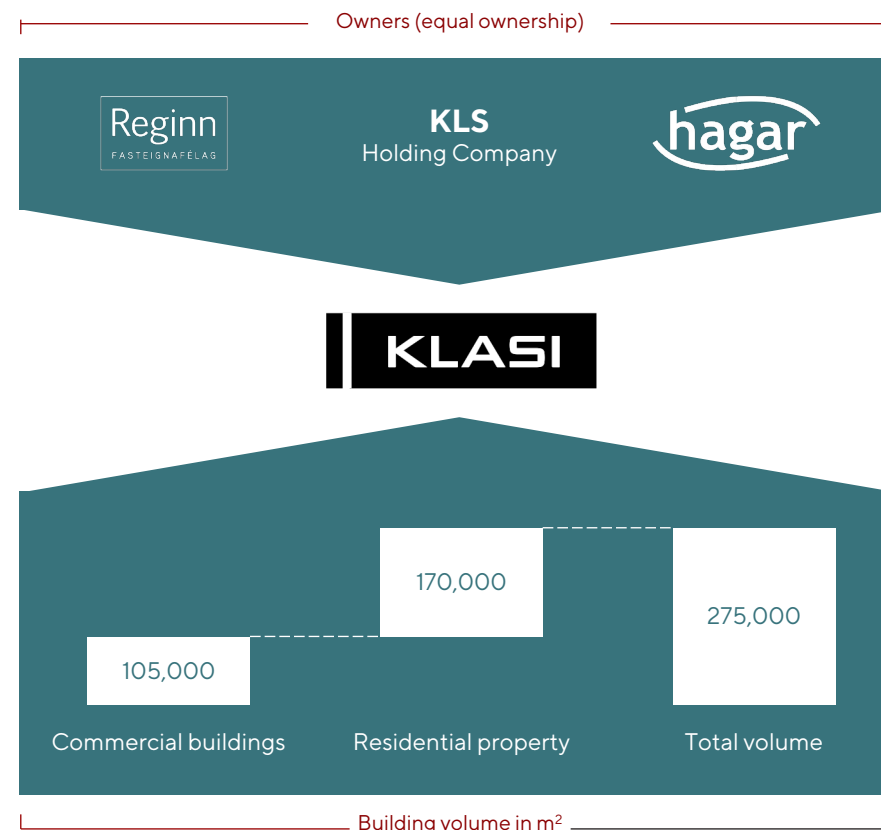 Owners (equal ownership)
Reginn
FASTEIGNAFÉLAG
KLS
Holding Company
hagar
KLASI
170,000
275,000
105,000
Commercial buildings
Residential property
Total volume
Building volume in m²